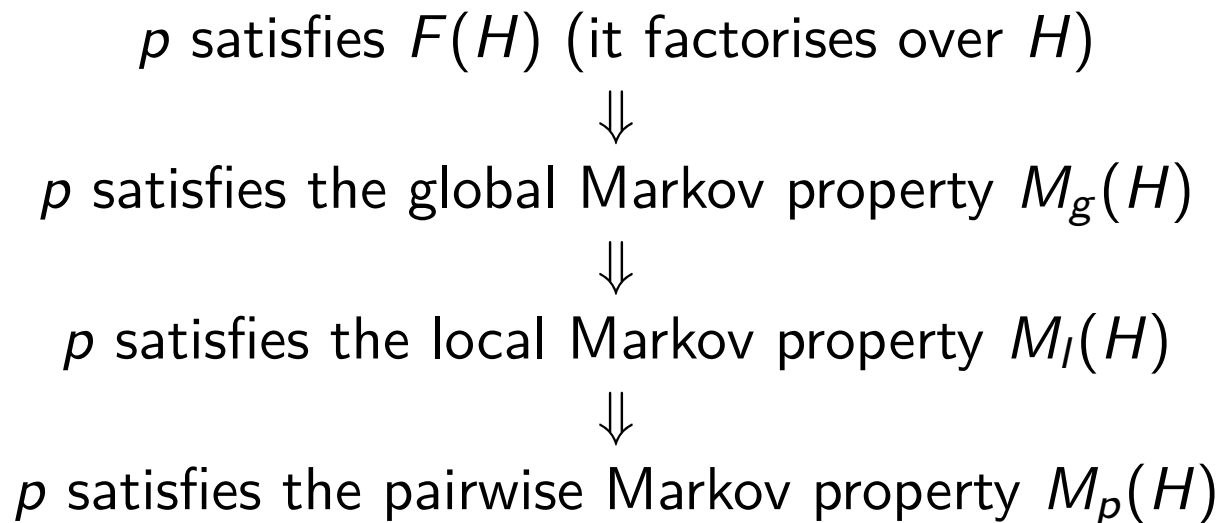 p satisfies F(H) (it factorises over H)
⇓
p satisfies the global Markov property M_g(H)
⇓
p satisfies the local Markov property M_l(H)
⇓
p satisfies the pairwise Markov property M_p(H)